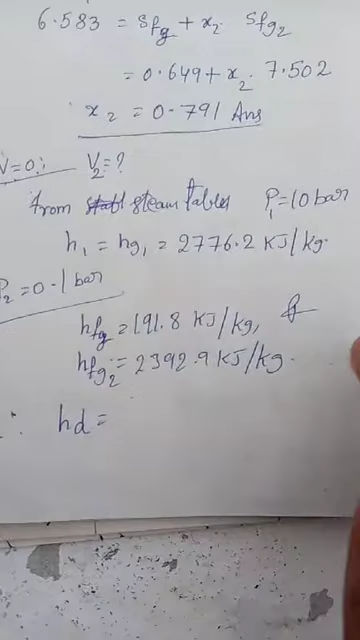 6.583 = sfg + x2. sfg2
= 0.649 + x2. 7.502
x2 = 0.791 Ans
V=0; V2=?
from steam tables P1=10 bar
h1 = hg1 = 2776.2 KJ/kg.
P2=0.1 bar
hfg = 191.8 KJ/kg,
hfg2 = 2392.9 KJ/kg.
∴ hd =